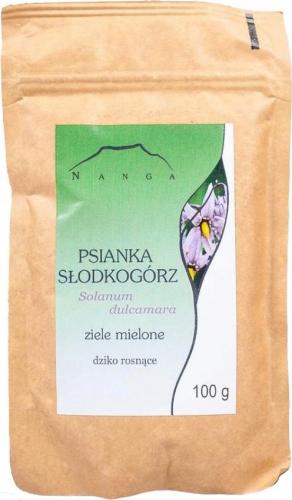 NANGA
PSIANKA
SŁODKOGÓRZ
Solanum
dulcamara
ziele mielone
dziko rosnące
100 g